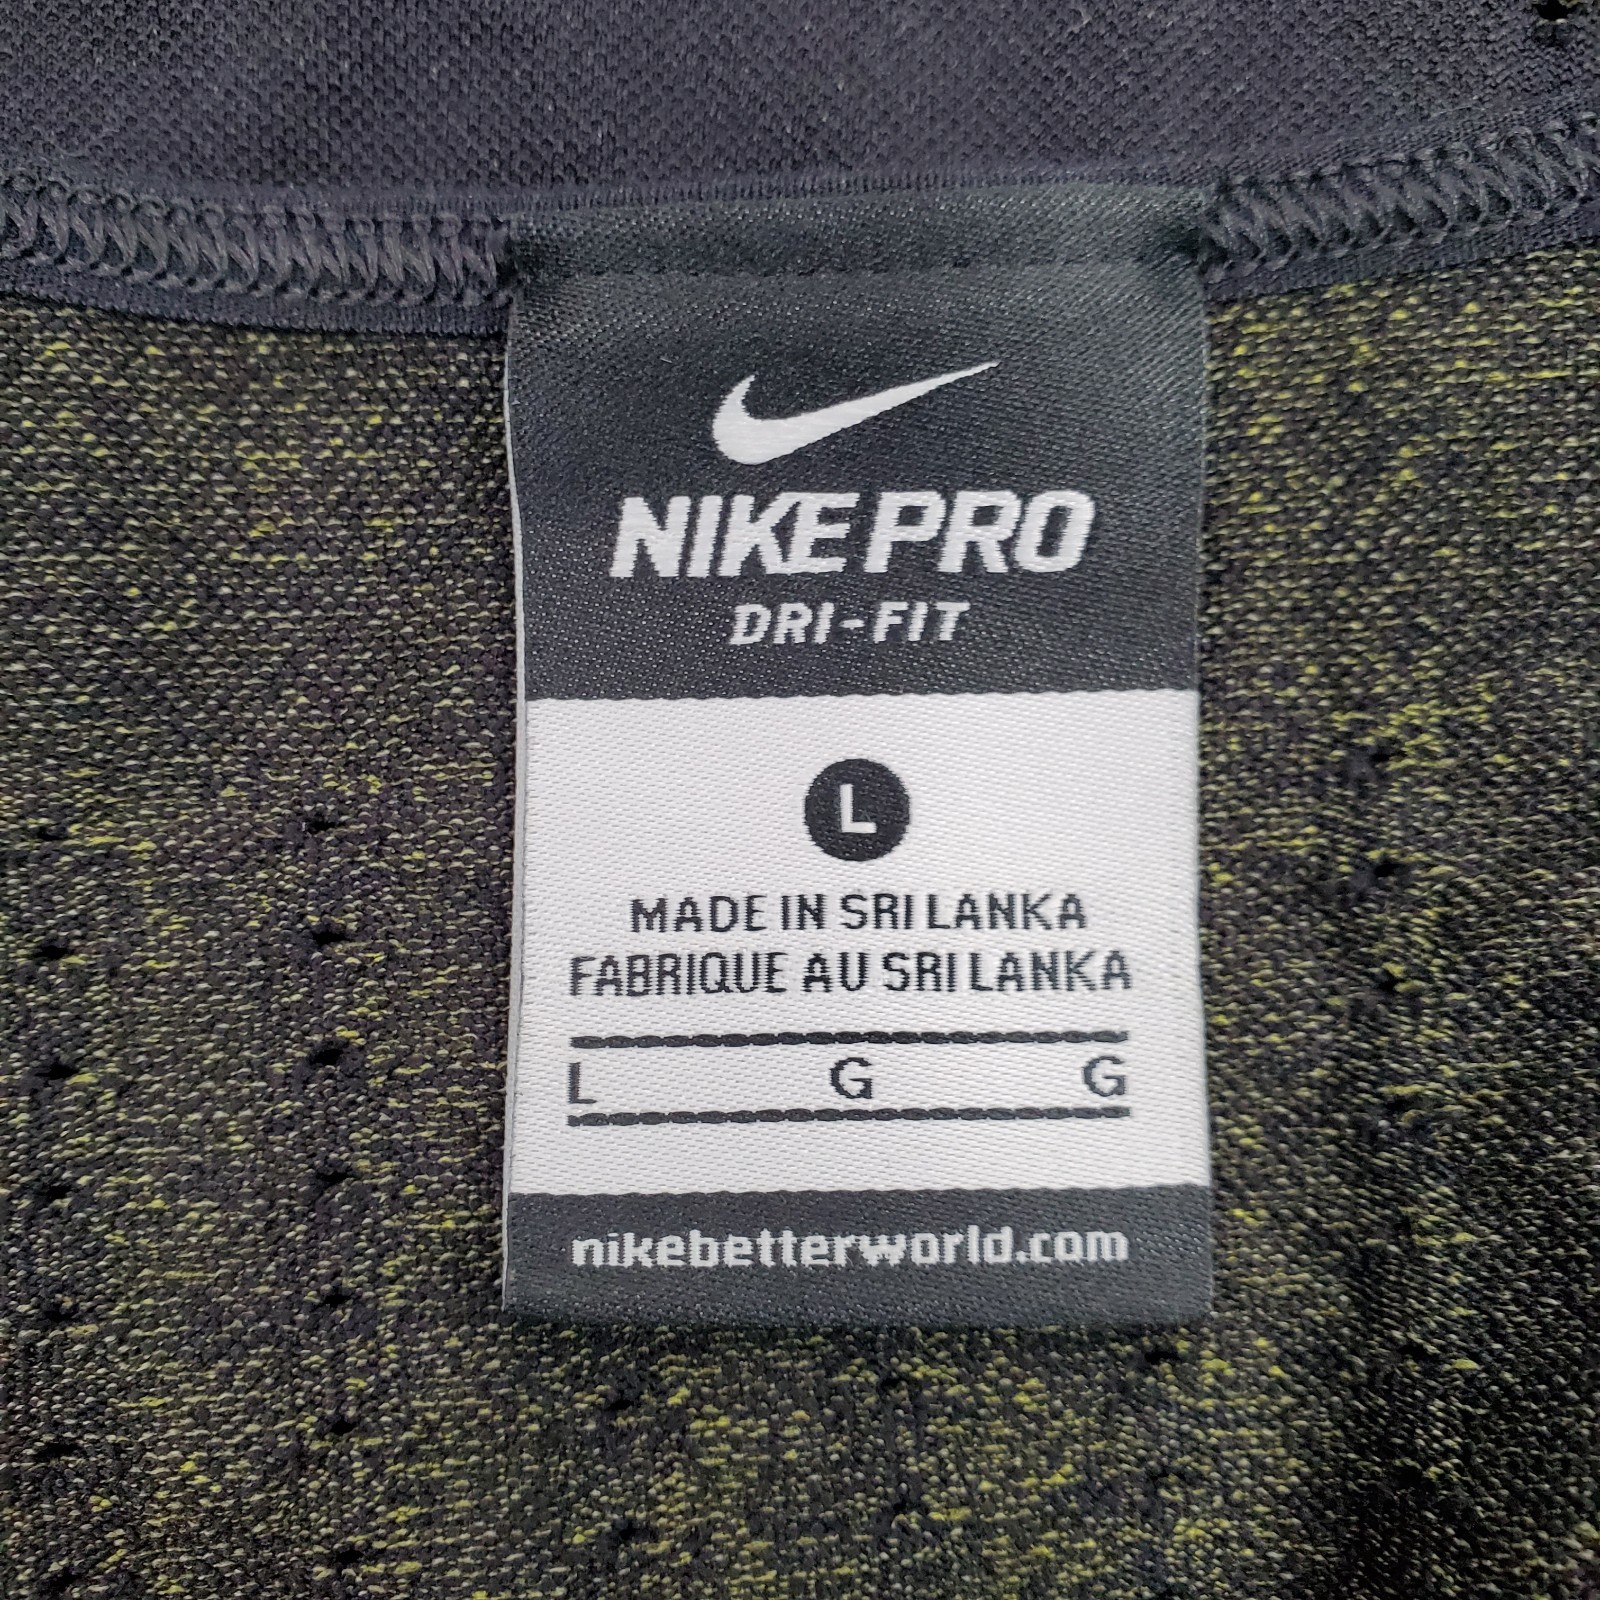 NIKE PRO
DRI-FIT
L
MADE IN SRI LANKA
FABRIQUE AU SRI LANKA
L G G
nikebetterworld.com